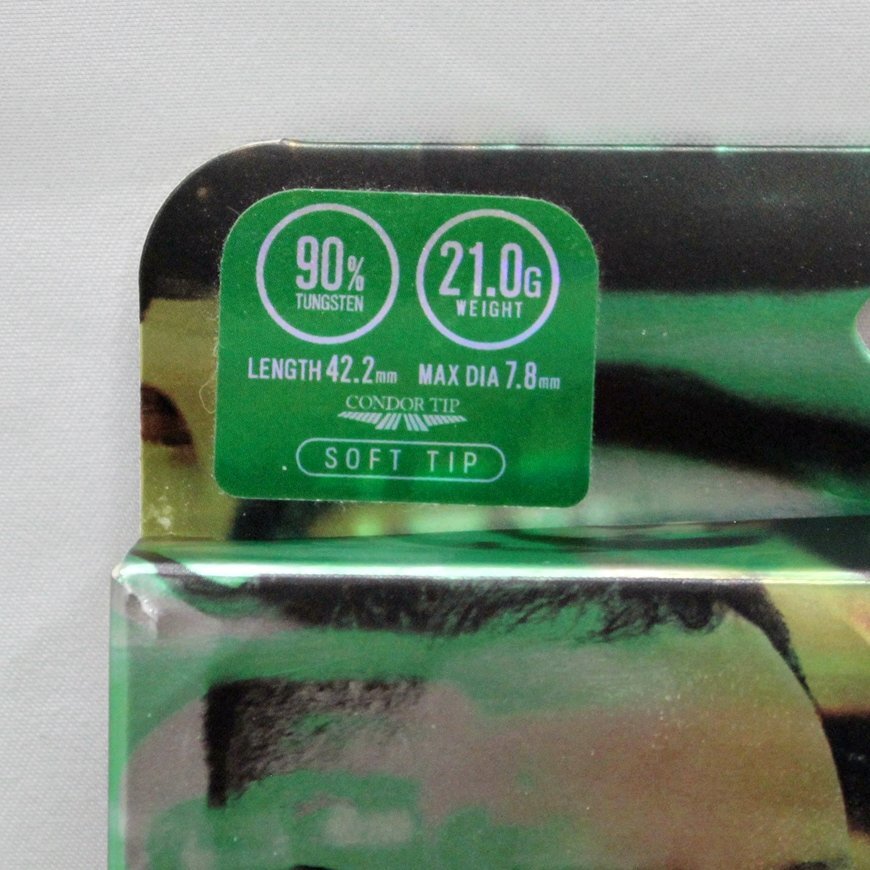 90%
TUNGSTEN
21.0G
WEIGHT
LENGTH 42.2mm MAX DIA 7.8mm
CONDOR TIP
SOFT TIP